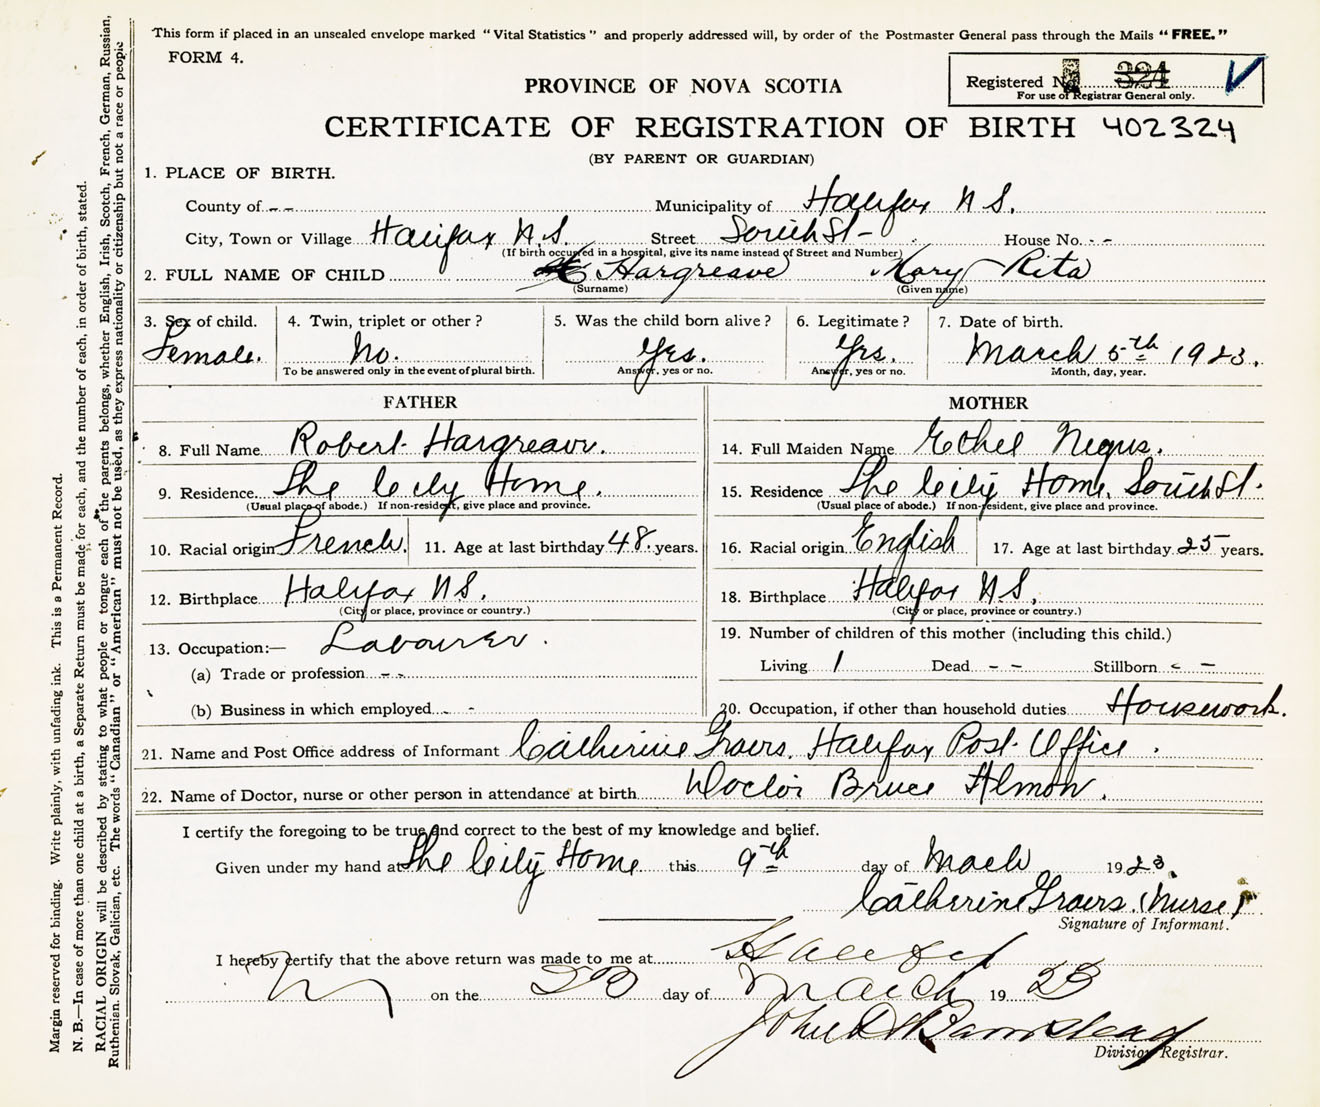 This form if placed in an unsealed envelope marked "Vital Statistics" and properly addressed will, by order of the Postmaster General pass through the Mails "FREE."
FORM 4.
Registered No. 324
For use of Registrar General only.
PROVINCE OF NOVA SCOTIA
CERTIFICATE OF REGISTRATION OF BIRTH 402324
(BY PARENT OR GUARDIAN)
1. PLACE OF BIRTH.
County of - - Municipality of Halifax N S.
City, Town or Village Halifax N.S. Street South St- House No. - -
(If birth occurred in a hospital, give its name instead of Street and Number)
2. FULL NAME OF CHILD Hargreave Mary Rita
(Surname) (Given name)
3. Sex of child. 4. Twin, triplet or other? 5. Was the child born alive? 6. Legitimate? 7. Date of birth.
Female. No. Yes. Yes. March 5th 1923.
To be answered only in the event of plural birth. Answer, yes or no. Answer, yes or no. Month, day, year.
FATHER MOTHER
8. Full Name Robert Hargreave. 14. Full Maiden Name Ethel Negus.
9. Residence The City Home. 15. Residence The City Home, South St.
(Usual place of abode.) If non-resident, give place and province. (Usual place of abode.) If non-resident, give place and province.
10. Racial origin French. 11. Age at last birthday 48. years. 16. Racial origin English 17. Age at last birthday 25 years.
12. Birthplace Halifax N S. 18. Birthplace Halifax N.S.
(City or place, province or country.) (City or place, province or country.)
13. Occupation:— Labourer. 19. Number of children of this mother (including this child.)
(a) Trade or profession - - Living 1 Dead - - Stillborn - -
(b) Business in which employed - - 20. Occupation, if other than household duties Housework.
21. Name and Post Office address of Informant Catherine Halifax Post Office.
22. Name of Doctor, nurse or other person in attendance at birth Doctor Bruce Almon.
I certify the foregoing to be true and correct to the best of my knowledge and belief.
Given under my hand at The City Home this 9th day of March 1923.
Catherine (Nurse)
Signature of Informant.
I hereby certify that the above return was made to me at Halifax
on the 20 day of March 1923
John
Division Registrar.
Margin reserved for binding. Write plainly, with unfading ink. This is a Permanent Record.
N. B.—In case of more than one child at a birth, a Separate Return must be made for each, and the number of each, in order of birth, stated.
RACIAL ORIGIN will be described by stating to what people or tongue each of the parents belongs, whether English, Irish, Scotch, French, German, Russian,
Ruthenian, Slovak, Galician, etc. The words "Canadian" or "American" must not be used, as they express nationality or citizenship but not a race or people